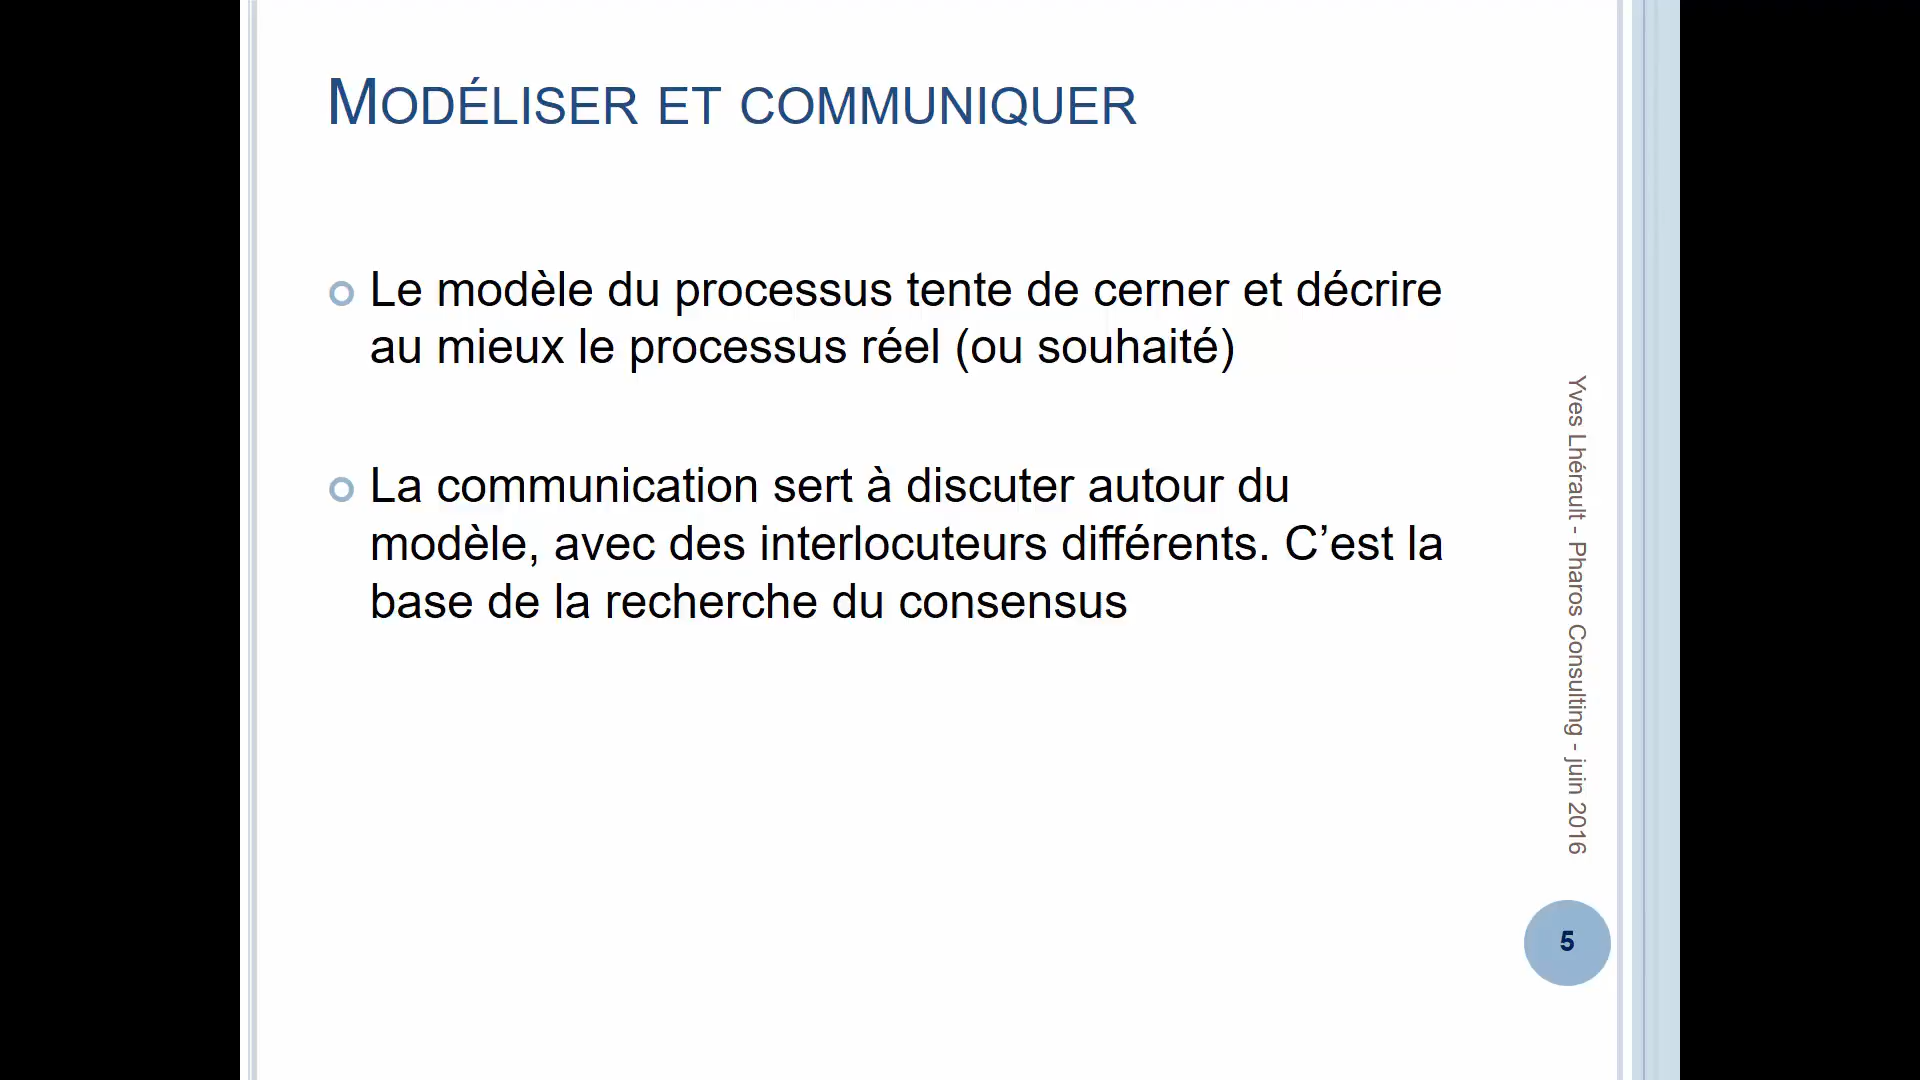 MODÉLISER ET COMMUNIQUER
Le modèle du processus tente de cerner et décrire
au mieux le processus réel (ou souhaité)
La communication sert à discuter autour du
modèle, avec des interlocuteurs différents. C’est la
base de la recherche du consensus
Yves Lhérault - Pharos Consulting - juin 2016
5